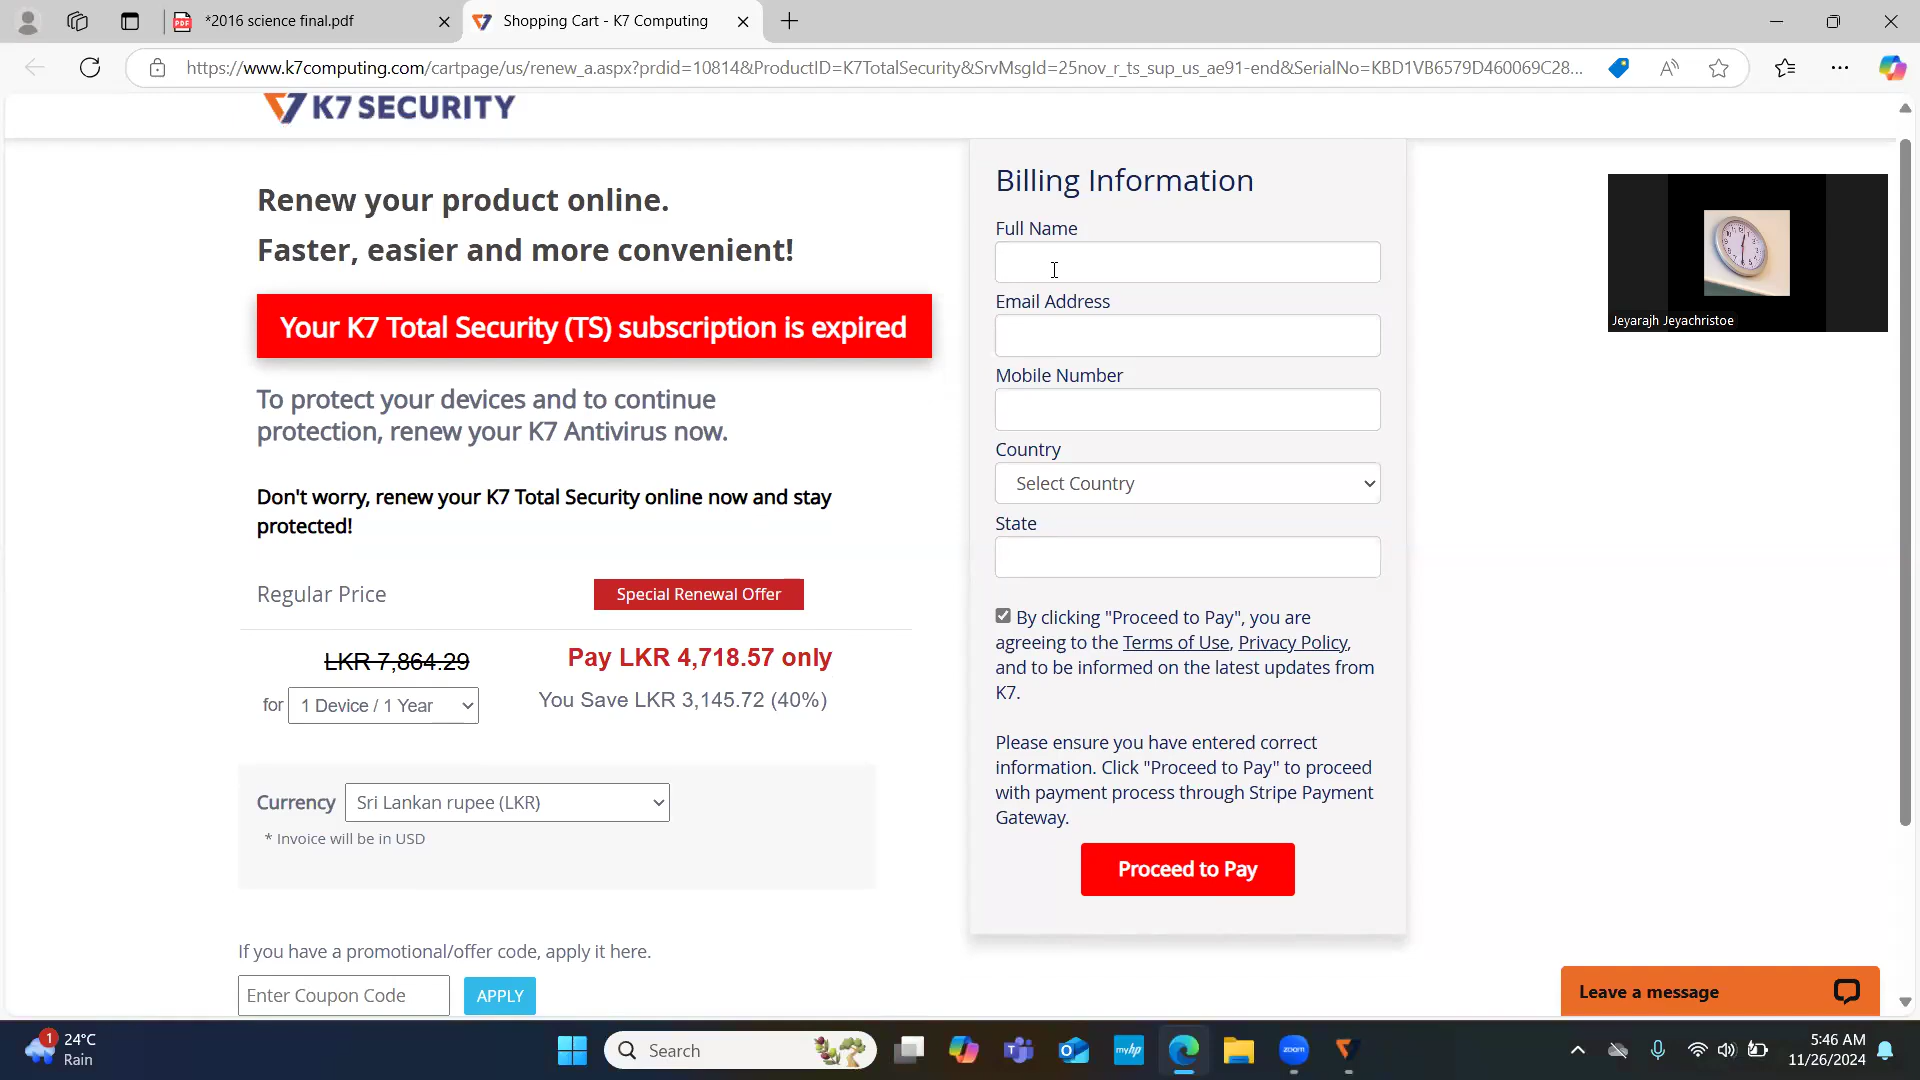 *2016 science final.pdf
Shopping Cart - K7 Computing
https://www.k7computing.com/cartpage/us/renew_a.aspx?prdid=10814&ProductID=K7TotalSecurity&SrvMsgId=25nov_r_ts_sup_us_ae91-end&SerialNo=KBD1VB6579D460069C28...
K7 SECURITY
Renew your product online.
Faster, easier and more convenient!
Your K7 Total Security (TS) subscription is expired
To protect your devices and to continue
protection, renew your K7 Antivirus now.
Don't worry, renew your K7 Total Security online now and stay
protected!
Regular Price
Special Renewal Offer
LKR 7,864.29
Pay LKR 4,718.57 only
for 1 Device / 1 Year
You Save LKR 3,145.72 (40%)
Currency Sri Lankan rupee (LKR)
* Invoice will be in USD
If you have a promotional/offer code, apply it here.
Enter Coupon Code
APPLY
Billing Information
Full Name
Email Address
Mobile Number
Country
Select Country
State
By clicking "Proceed to Pay", you are
agreeing to the Terms of Use, Privacy Policy,
and to be informed on the latest updates from
K7.
Please ensure you have entered correct
information. Click "Proceed to Pay" to proceed
with payment process through Stripe Payment
Gateway.
Proceed to Pay
Jeyarajh Jeyachristoe
Leave a message
1
24°C
Rain
Search
myhp
zoom
5:46 AM
11/26/2024